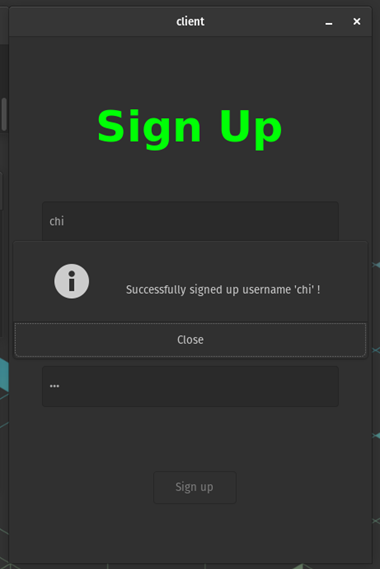 client
Sign Up
chi
Successfully signed up username 'chi' !
Close
•••
Sign up